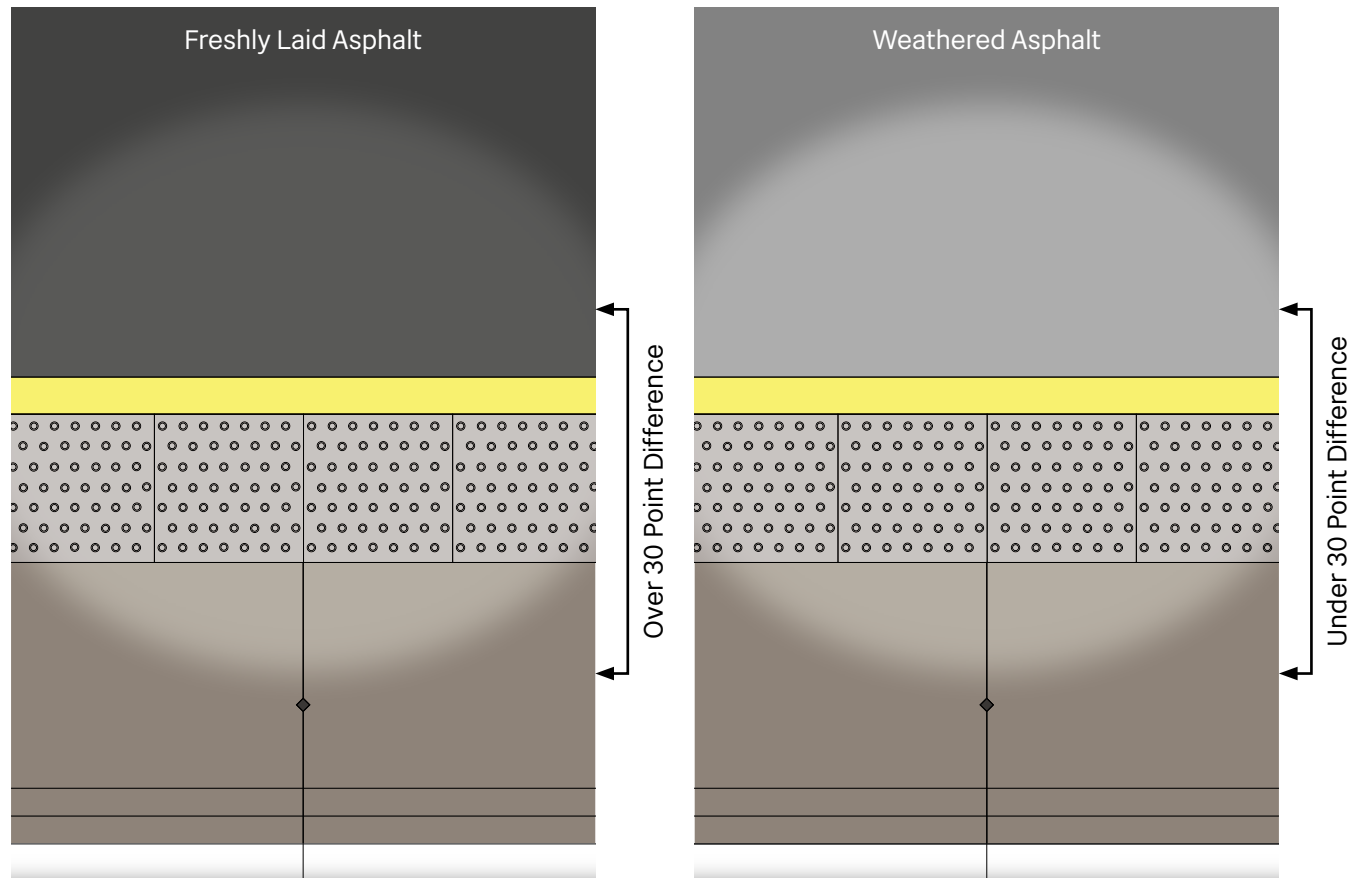 Freshly Laid Asphalt
Over 30 Point Difference
Weathered Asphalt
Under 30 Point Difference